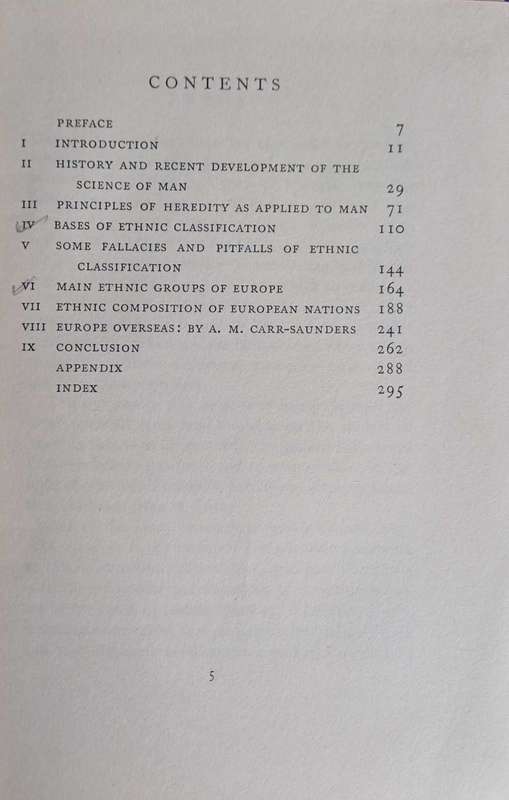 CONTENTS
PREFACE 7
I INTRODUCTION 11
II HISTORY AND RECENT DEVELOPMENT OF THE
SCIENCE OF MAN 29
III PRINCIPLES OF HEREDITY AS APPLIED TO MAN 71
IV BASES OF ETHNIC CLASSIFICATION 110
V SOME FALLACIES AND PITFALLS OF ETHNIC
CLASSIFICATION 144
VI MAIN ETHNIC GROUPS OF EUROPE 164
VII ETHNIC COMPOSITION OF EUROPEAN NATIONS 188
VIII EUROPE OVERSEAS: BY A. M. CARR-SAUNDERS 241
IX CONCLUSION 262
APPENDIX 288
INDEX 295
5